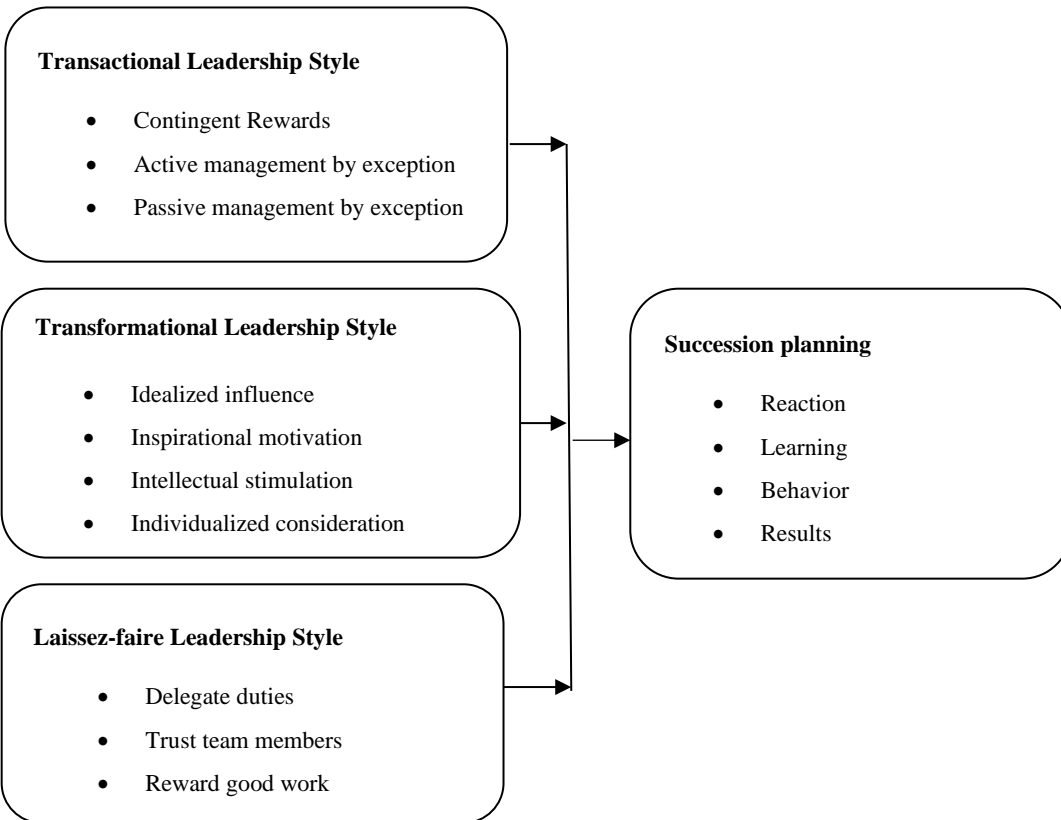 Transactional Leadership Style
• Contingent Rewards
• Active management by exception
• Passive management by exception
Transformational Leadership Style
• Idealized influence
• Inspirational motivation
• Intellectual stimulation
• Individualized consideration
Laissez-faire Leadership Style
• Delegate duties
• Trust team members
• Reward good work
Succession planning
• Reaction
• Learning
• Behavior
• Results